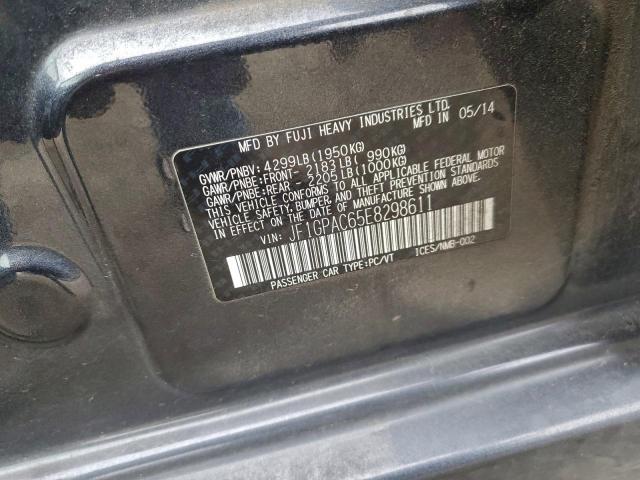 MFD BY FUJI HEAVY INDUSTRIES LTD.
MFD IN 05/14
GVWR/PNBV: 4299LB(1950KG)
GAWR/PNBE:FRONT- 2183LB( 990KG)
GAWR/PNBE:REAR - 2205LB(1000KG)
THIS VEHICLE CONFORMS TO ALL APPLICABLE FEDERAL MOTOR
VEHICLE SAFETY,BUMPER,AND THEFT PREVENTION STANDARDS
IN EFFECT ON THE DATE OF MANUFACTURE SHOWN ABOVE.
VIN: JF1GPAC65E8298611
PASSENGER CAR TYPE:PC/VT ICES/NMB-002